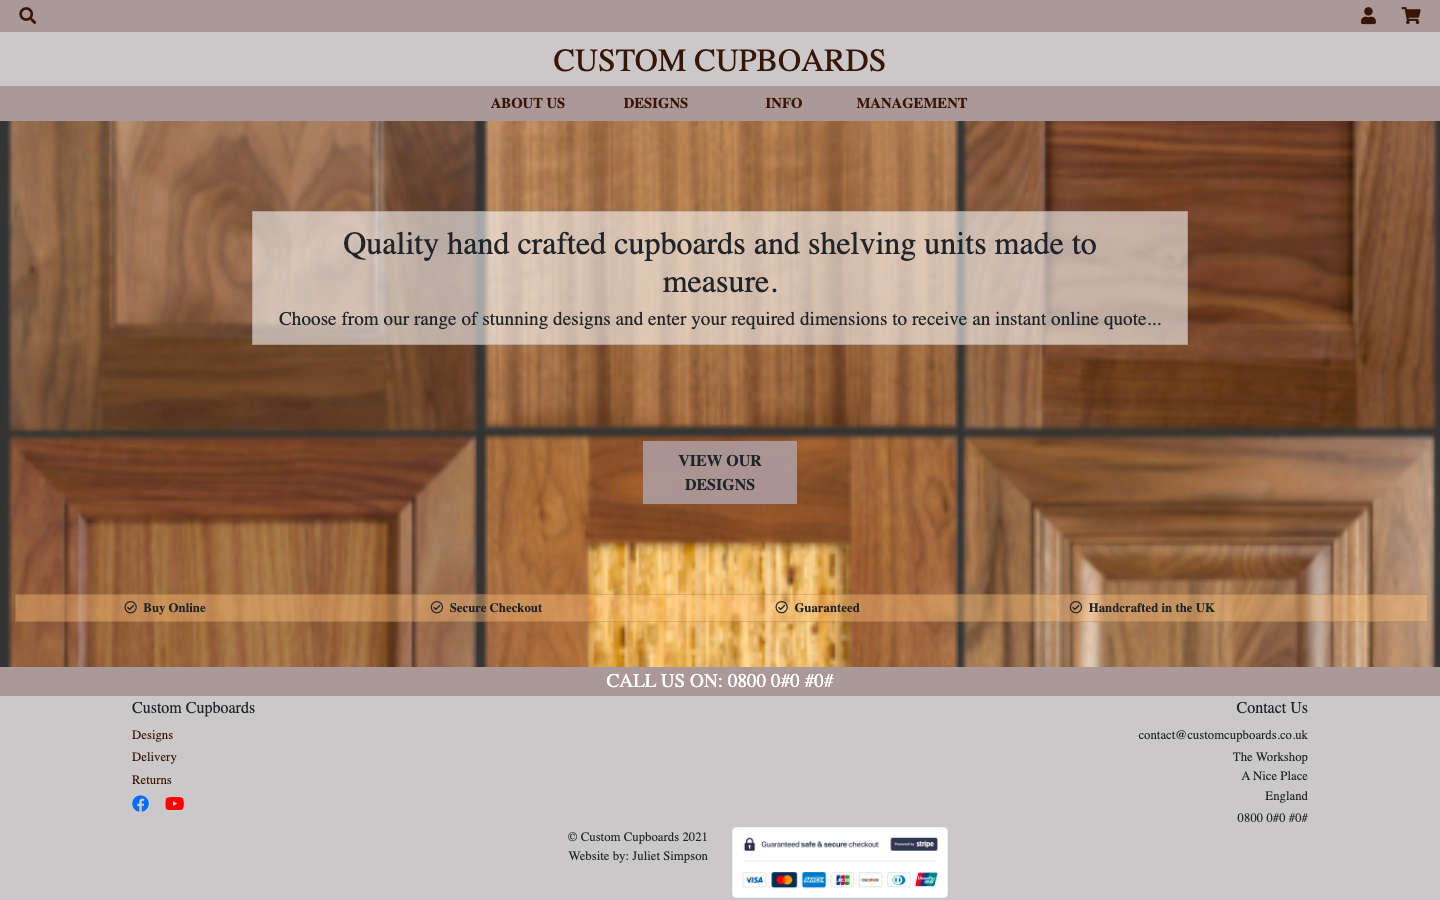 CUSTOM CUPBOARDS
ABOUT US DESIGNS INFO MANAGEMENT
Quality hand crafted cupboards and shelving units made to
measure.
Choose from our range of stunning designs and enter your required dimensions to receive an instant online quote...
VIEW OUR
DESIGNS
Buy Online Secure Checkout Guaranteed Handcrafted in the UK
CALL US ON: 0800 0#0 #0#
Custom Cupboards
Designs
Delivery
Returns
Contact Us
contact@customcupboards.co.uk
The Workshop
A Nice Place
England
0800 0#0 #0#
© Custom Cupboards 2021
Website by: Juliet Simpson
Guaranteed safe & secure checkout Powered by stripe
VISA AMEX JCB DISCOVER UnionPay